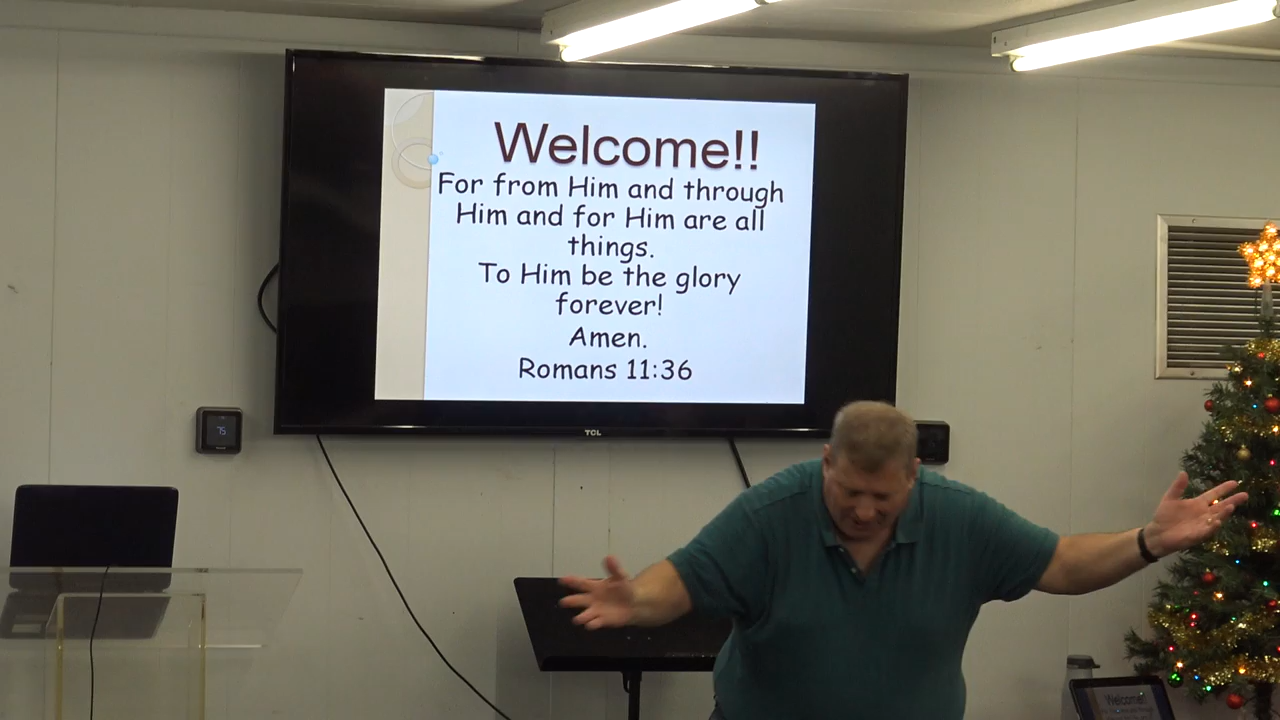 Welcome!!
For from Him and through
Him and for Him are all
things.
To Him be the glory
forever!
Amen.
Romans 11:36
TCL
75
Welcome!!